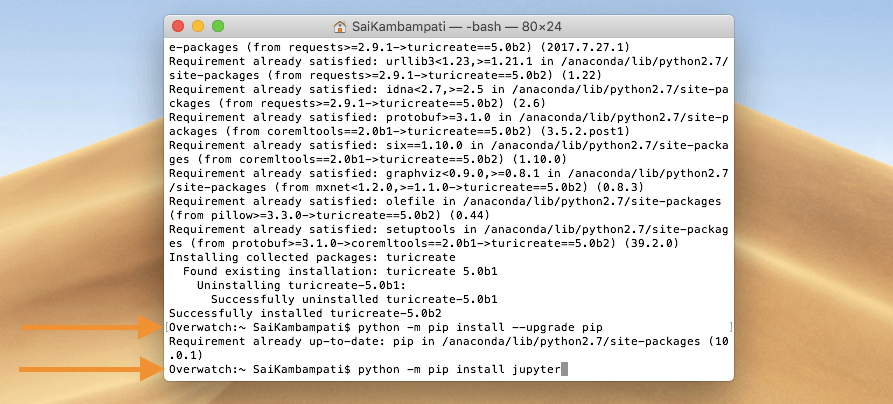 SaiKambampati — -bash — 80×24
e-packages (from requests>=2.9.1->turicreate==5.0b2) (2017.7.27.1)
Requirement already satisfied: urllib3<1.23,>=1.21.1 in /anaconda/lib/python2.7/
site-packages (from requests>=2.9.1->turicreate==5.0b2) (1.22)
Requirement already satisfied: idna<2.7,>=2.5 in /anaconda/lib/python2.7/site-pa
ckages (from requests>=2.9.1->turicreate==5.0b2) (2.6)
Requirement already satisfied: protobuf>=3.1.0 in /anaconda/lib/python2.7/site-p
ackages (from coremltools==2.0b1->turicreate==5.0b2) (3.5.2.post1)
Requirement already satisfied: six==1.10.0 in /anaconda/lib/python2.7/site-packa
ges (from coremltools==2.0b1->turicreate==5.0b2) (1.10.0)
Requirement already satisfied: graphviz<0.9.0,>=0.8.1 in /anaconda/lib/python2.7
/site-packages (from mxnet<1.2.0,>=1.1.0->turicreate==5.0b2) (0.8.3)
Requirement already satisfied: olefile in /anaconda/lib/python2.7/site-packages
(from pillow>=3.3.0->turicreate==5.0b2) (0.44)
Requirement already satisfied: setuptools in /anaconda/lib/python2.7/site-packag
es (from protobuf>=3.1.0->coremltools==2.0b1->turicreate==5.0b2) (39.2.0)
Installing collected packages: turicreate
  Found existing installation: turicreate 5.0b1
    Uninstalling turicreate-5.0b1:
      Successfully uninstalled turicreate-5.0b1
Successfully installed turicreate-5.0b2
[Overwatch:~ SaiKambampati$ python -m pip install --upgrade pip ]
Requirement already up-to-date: pip in /anaconda/lib/python2.7/site-packages (10
.0.1)
Overwatch:~ SaiKambampati$ python -m pip install jupyter